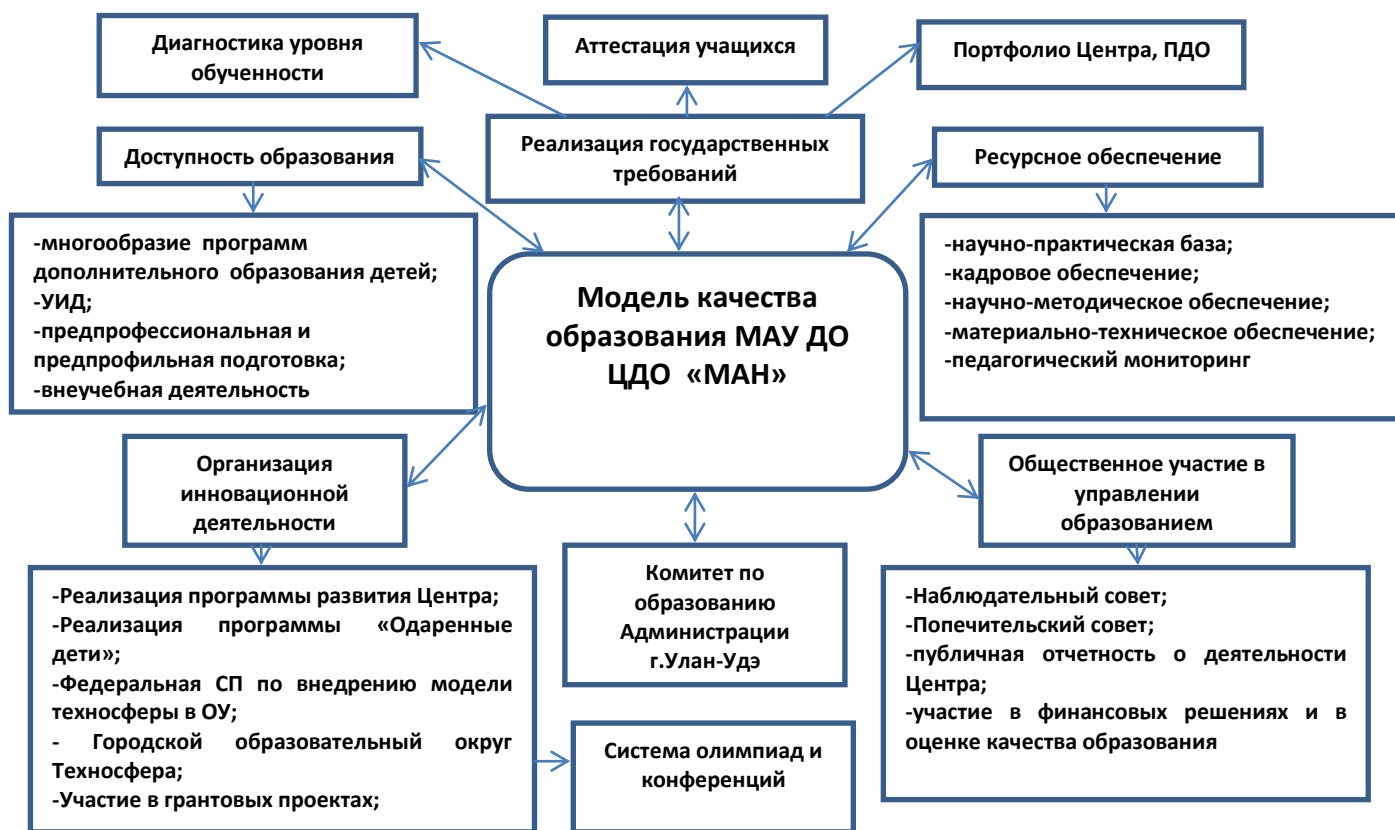 Диагностика уровня
обученности
Аттестация учащихся
Портфолио Центра, ПДО
Доступность образования
Реализация государственных
требований
Ресурсное обеспечение
-многообразие программ
дополнительного образования детей;
-УИД;
-предпрофессиональная и
предпрофильная подготовка;
-внеучебная деятельность
Модель качества
образования МАУ ДО
ЦДО «МАН»
-научно-практическая база;
-кадровое обеспечение;
-научно-методическое обеспечение;
-материально-техническое обеспечение;
-педагогический мониторинг
Организация
инновационной
деятельности
Общественное участие в
управлении
образованием
-Реализация программы развития Центра;
-Реализация программы «Одаренные
дети»;
-Федеральная СП по внедрению модели
техносферы в ОУ;
- Городской образовательный округ
Техносфера;
-Участие в грантовых проектах;
Комитет по
образованию
Администрации
г.Улан-Удэ
-Наблюдательный совет;
-Попечительский совет;
-публичная отчетность о деятельности
Центра;
-участие в финансовых решениях и в
оценке качества образования
Система олимпиад и
конференций